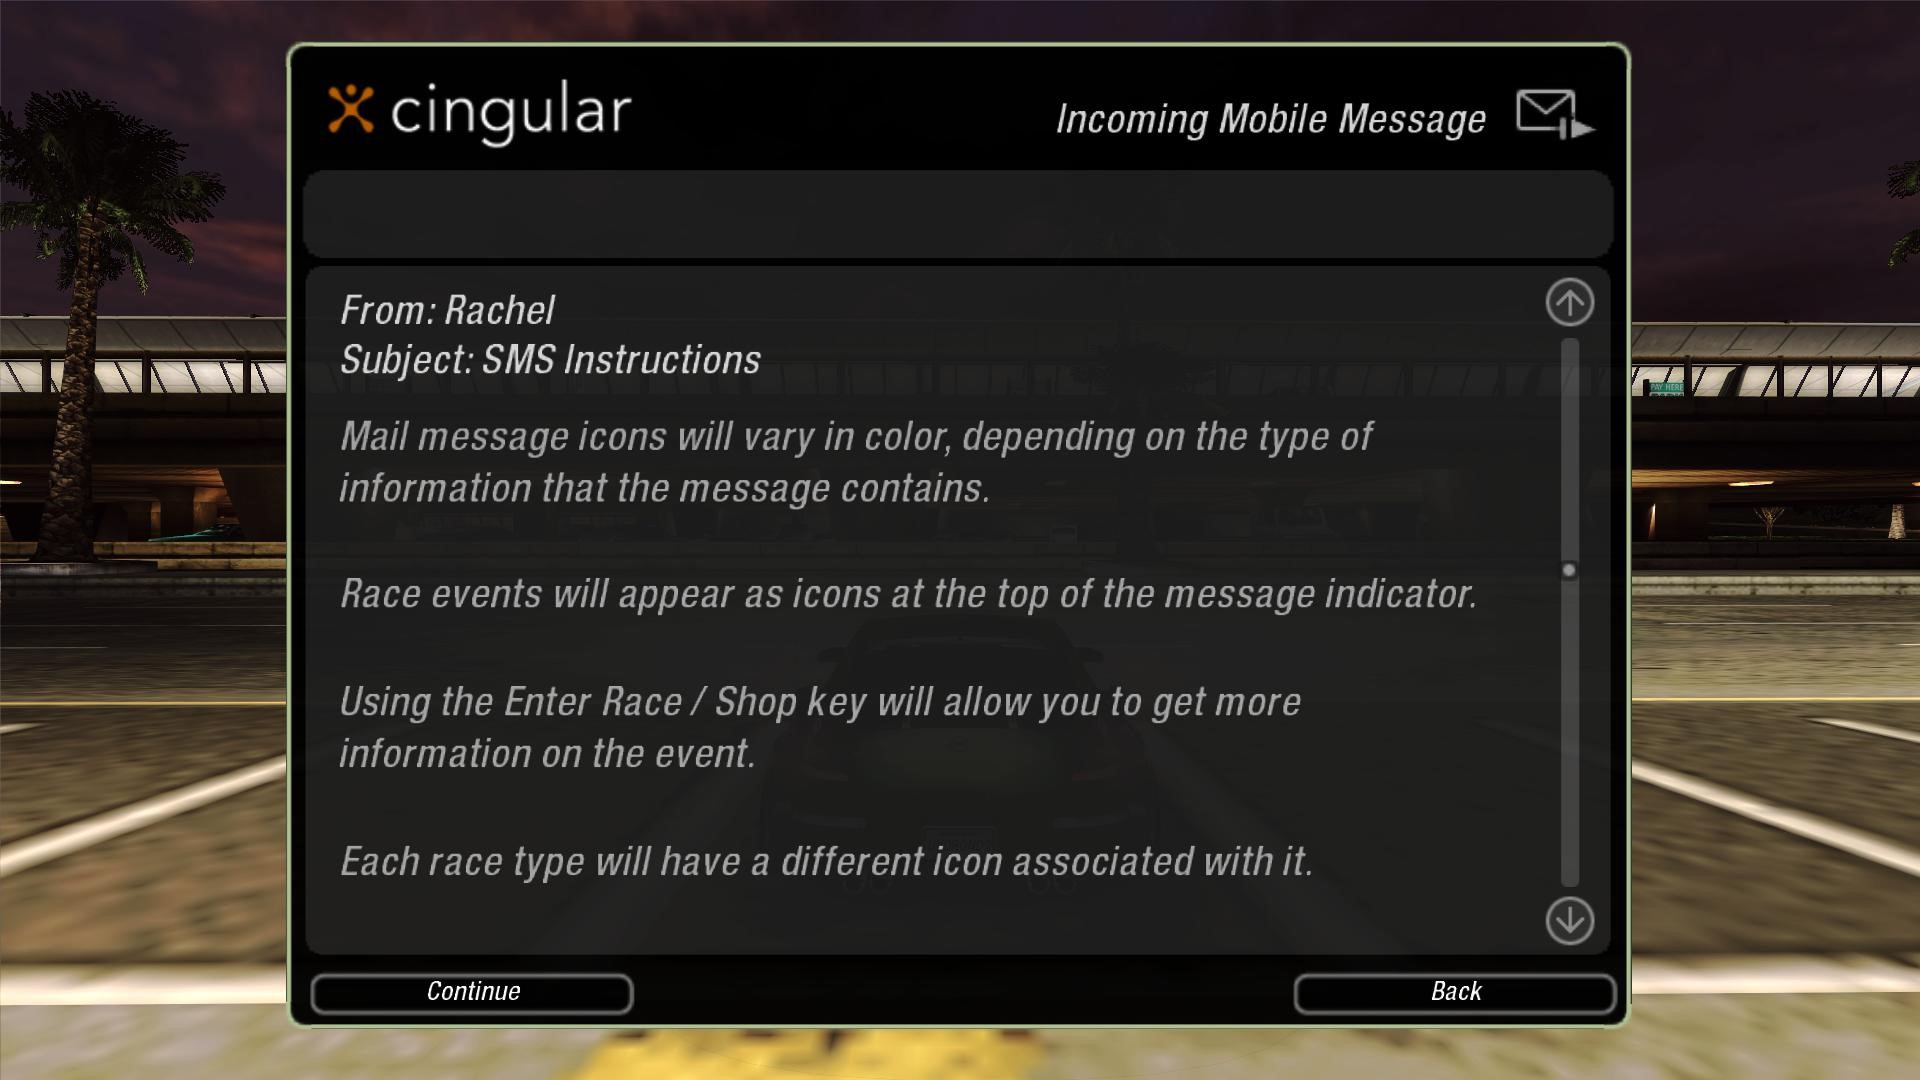 cingular
Incoming Mobile Message
From: Rachel
Subject: SMS Instructions
Mail message icons will vary in color, depending on the type of
information that the message contains.
Race events will appear as icons at the top of the message indicator.
Using the Enter Race / Shop key will allow you to get more
information on the event.
Each race type will have a different icon associated with it.
Continue
Back
PAY HERE